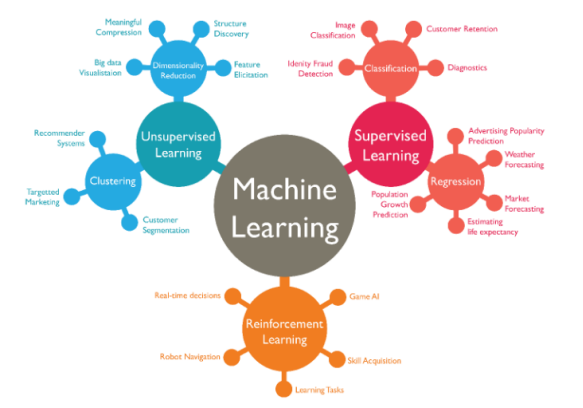 Machine
Learning
Unsupervised
Learning
Dimensionality
Reduction
Meaningful
Compression
Structure
Discovery
Big data
Visualistaion
Feature
Elicitation
Clustering
Recommender
Systems
Targetted
Marketing
Customer
Segmentation
Supervised
Learning
Classification
Image
Classification
Customer Retention
Idenity Fraud
Detection
Diagnostics
Regression
Advertising Popularity
Prediction
Weather
Forecasting
Population
Growth
Prediction
Market
Forecasting
Estimating
life expectancy
Reinforcement
Learning
Real-time decisions
Game AI
Robot Navigation
Skill Acquisition
Learning Tasks